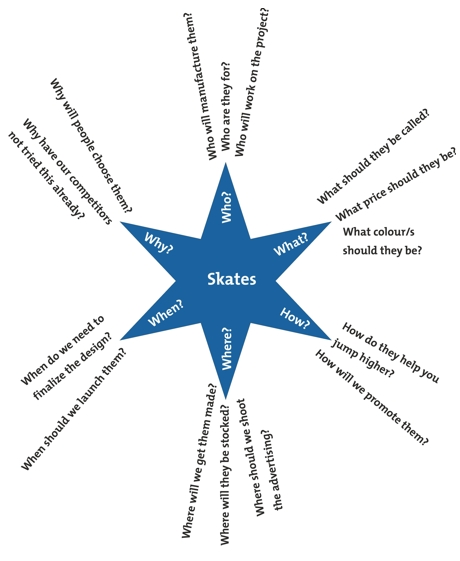 Who will manufacture them?
Who are they for?
Who will work on the project?
Who?
What should they be called?
What price should they be?
What colour/s
should they be?
What?
How do they help you
jump higher?
How will we promote them?
How?
Where should we shoot
the advertising?
Where will they be stocked?
Where will we get them made?
Where?
When do we need to
finalize the design?
When should we launch them?
When?
Why will people choose them?
Why have our competitors
not tried this already?
Why?
Skates